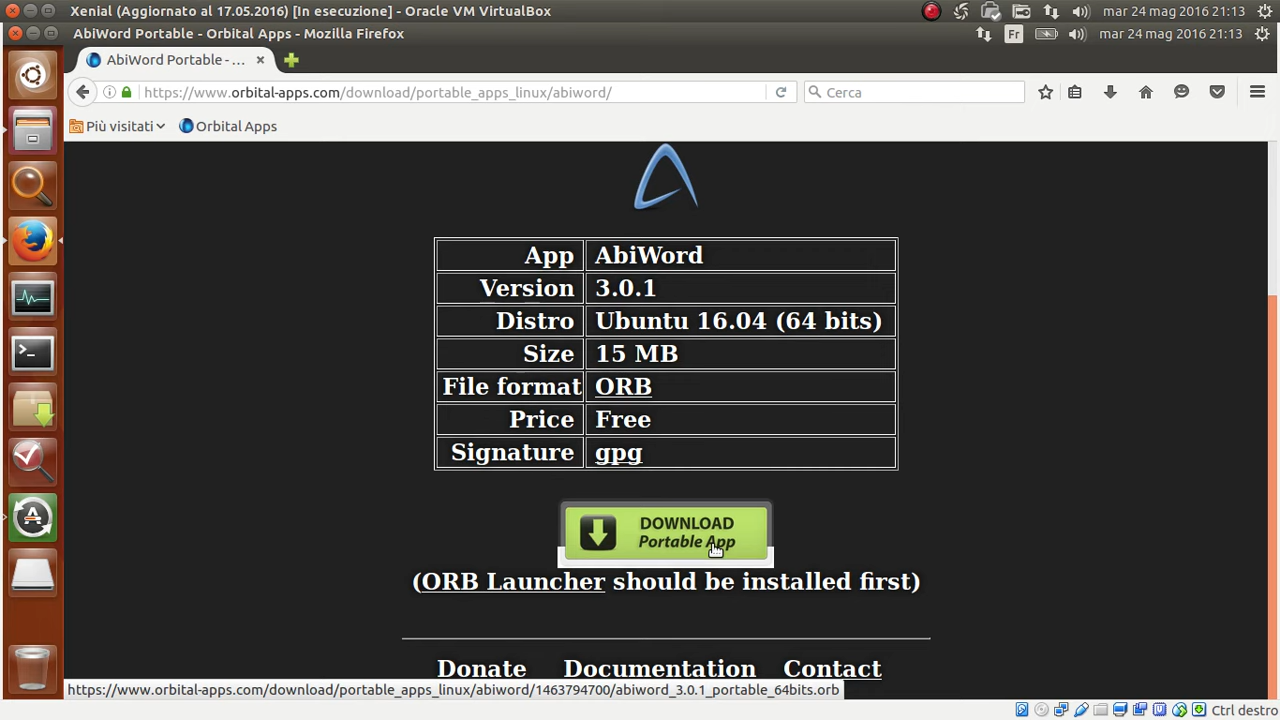 Xenial (Aggiornato al 17.05.2016) [In esecuzione] - Oracle VM VirtualBox
mar 24 mag 2016 21:13
AbiWord Portable - Orbital Apps - Mozilla Firefox
Fr
mar 24 mag 2016 21:13
AbiWord Portable - ...
https://www.orbital-apps.com/download/portable_apps_linux/abiword/
Cerca
Più visitati
Orbital Apps
App AbiWord
Version 3.0.1
Distro Ubuntu 16.04 (64 bits)
Size 15 MB
File format ORB
Price Free
Signature gpg
DOWNLOAD
Portable App
(ORB Launcher should be installed first)
Donate Documentation Contact
https://www.orbital-apps.com/download/portable_apps_linux/abiword/1463794700/abiword_3.0.1_portable_64bits.orb
Ctrl destro